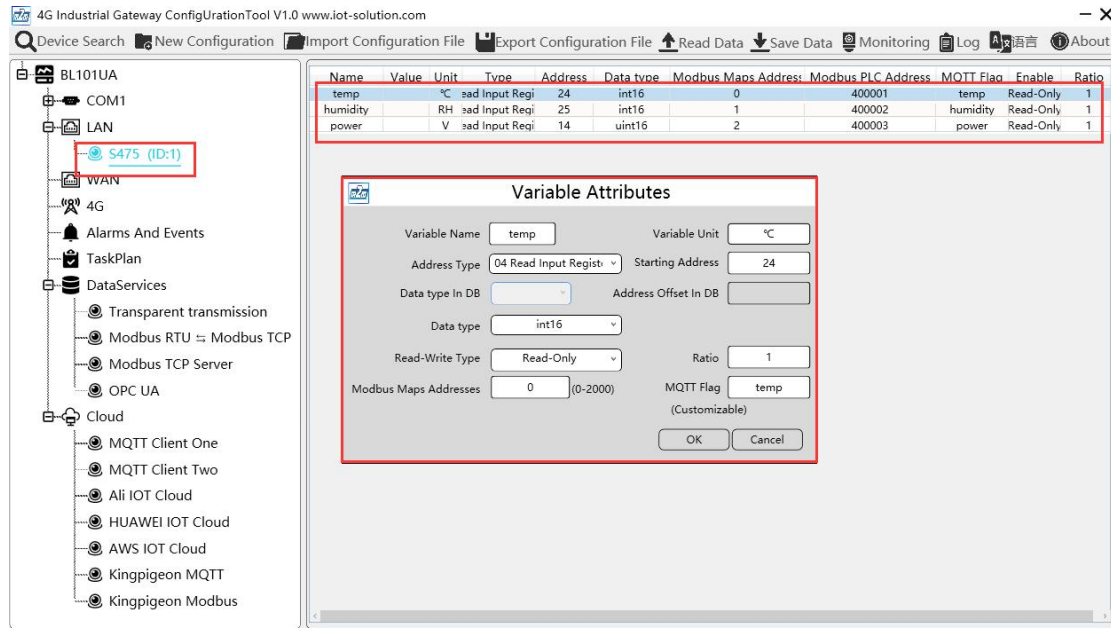 4G Industrial Gateway ConfigUrationTool V1.0 www.iot-solution.com
Device Search New Configuration Import Configuration File Export Configuration File Read Data Save Data Monitoring Log 语言 About
BL101UA
COM1
LAN
S475 (ID:1)
WAN
4G
Alarms And Events
TaskPlan
DataServices
Transparent transmission
Modbus RTU ⇆ Modbus TCP
Modbus TCP Server
OPC UA
Cloud
MQTT Client One
MQTT Client Two
Ali IOT Cloud
HUAWEI IOT Cloud
AWS IOT Cloud
Kingpigeon MQTT
Kingpigeon Modbus
Name Value Unit Type Address Data type Modbus Maps Addres Modbus PLC Address MQTT Flag Enable Ratio
temp ℃ ead Input Regi 24 int16 0 400001 temp Read-Only 1
humidity RH ead Input Regi 25 int16 1 400002 humidity Read-Only 1
power V ead Input Regi 14 uint16 2 400003 power Read-Only 1
Variable Attributes
Variable Name temp Variable Unit ℃
Address Type 04 Read Input Regist Starting Address 24
Data type In DB Address Offset In DB
Data type int16
Read-Write Type Read-Only Ratio 1
Modbus Maps Addresses 0 (0-2000) MQTT Flag temp
(Customizable)
OK Cancel